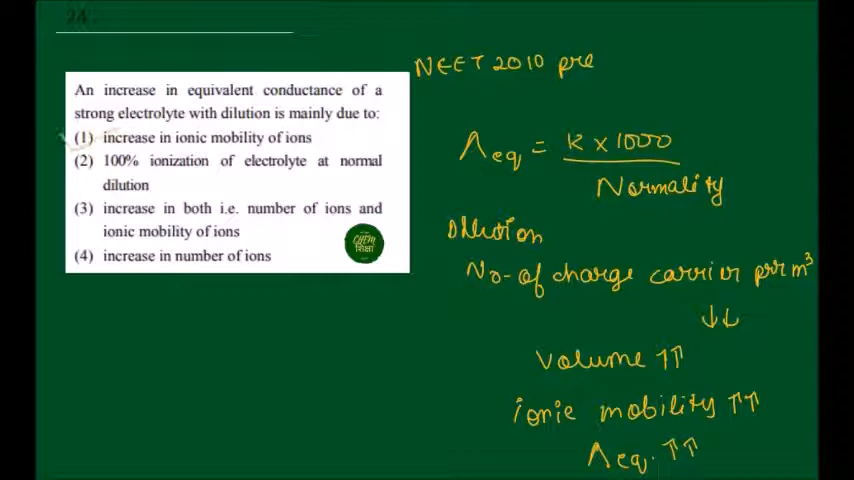 24
NEET 2010 pre
An increase in equivalent conductance of a
strong electrolyte with dilution is mainly due to:
(1) increase in ionic mobility of ions
(2) 100% ionization of electrolyte at normal
dilution
(3) increase in both i.e. number of ions and
ionic mobility of ions
(4) increase in number of ions
CHEM
शिक्षा
Λeq = K × 1000
Normality
Dilution
No- of charge carrier per m³
↓↓
Volume ↑↑
ionic mobility ↑↑
Λeq. ↑↑